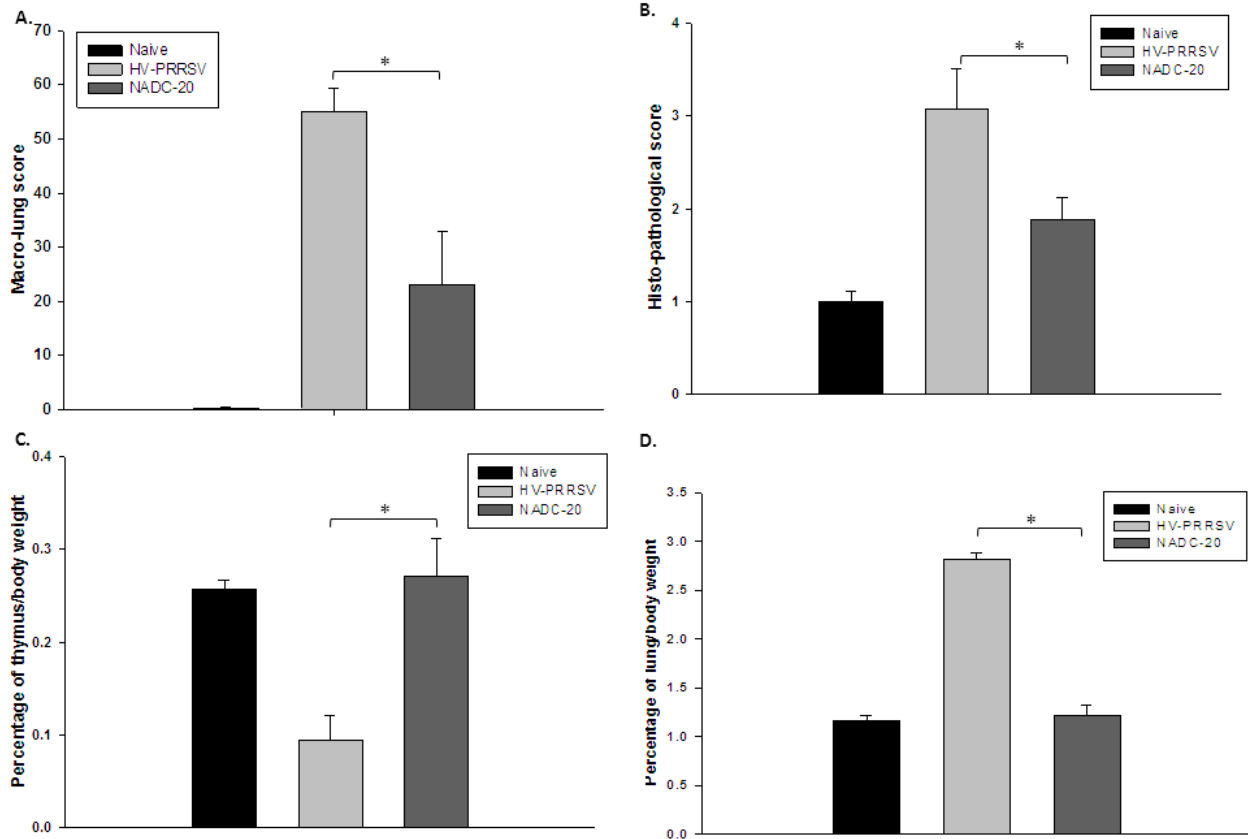 A.
Macro-lung score
70
60
50
40
30
20
10
0
Naive
HV-PRRSV
NADC-20
*
B.
Histo-pathological score
4
3
2
1
0
Naive
HV-PRRSV
NADC-20
*
C.
Percentage of thymus/body weight
0.4
0.3
0.2
0.1
0.0
Naive
HV-PRRSV
NADC-20
*
D.
Percentage of lung/body weight
3.5
3.0
2.5
2.0
1.5
1.0
0.5
0.0
Naive
HV-PRRSV
NADC-20
*